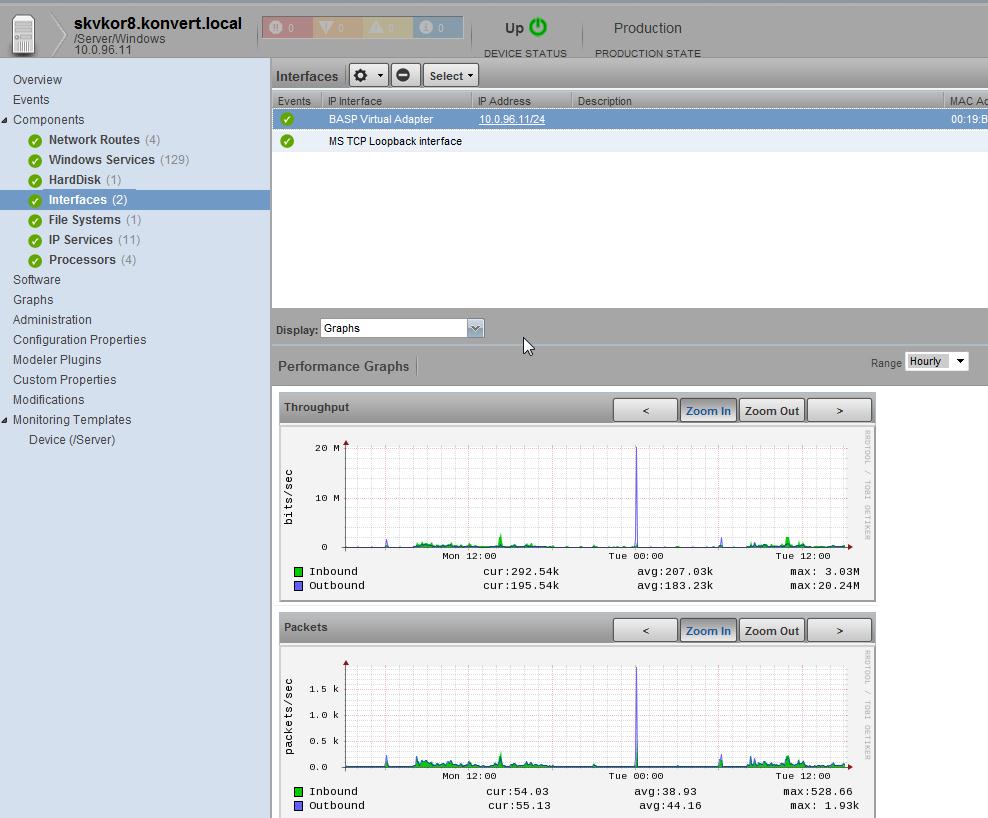 skvkor8.konvert.local
/Server/Windows
10.0.96.11
0 0 0 0
Up
DEVICE STATUS
Production
PRODUCTION STATE
Overview
Events
Components
Network Routes (4)
Windows Services (129)
HardDisk (1)
Interfaces (2)
File Systems (1)
IP Services (11)
Processors (4)
Software
Graphs
Administration
Configuration Properties
Modeler Plugins
Custom Properties
Modifications
Monitoring Templates
Device (/Server)
Interfaces Select
Events IP Interface IP Address Description MAC Ad
BASP Virtual Adapter 10.0.96.11/24 00:19:B
MS TCP Loopback interface
Display: Graphs
Performance Graphs Range Hourly
Throughput < Zoom In Zoom Out >
RRDTOOL / TOBI OETIKER
bits/sec
20 M
10 M
0
Mon 12:00 Tue 00:00 Tue 12:00
Inbound cur:292.54k avg:207.03k max: 3.03M
Outbound cur:195.54k avg:183.23k max:20.24M
Packets < Zoom In Zoom Out >
RRDTOOL / TOBI OETIKER
packets/sec
1.5 k
1.0 k
0.5 k
0.0
Mon 12:00 Tue 00:00 Tue 12:00
Inbound cur:54.03 avg:38.93 max:528.66
Outbound cur:55.13 avg:44.16 max: 1.93k